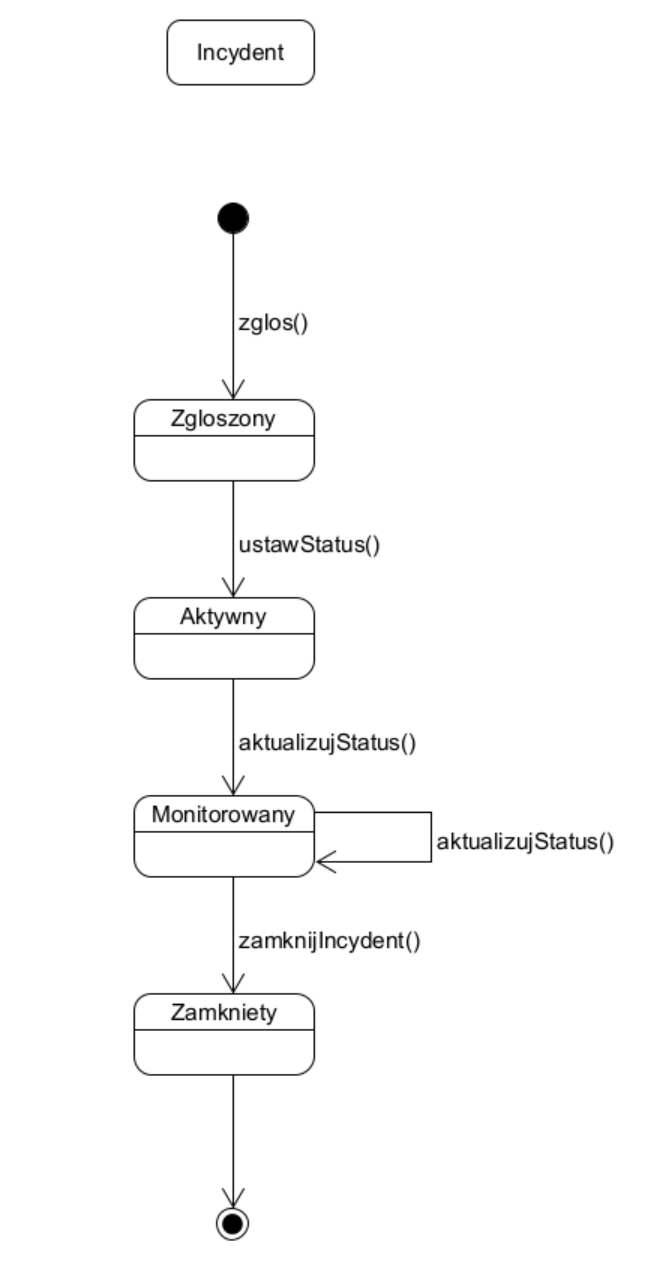 Incydent
zglos()
Zgloszony
ustawStatus()
Aktywny
aktualizujStatus()
Monitorowany
aktualizujStatus()
zamknijIncydent()
Zamkniety